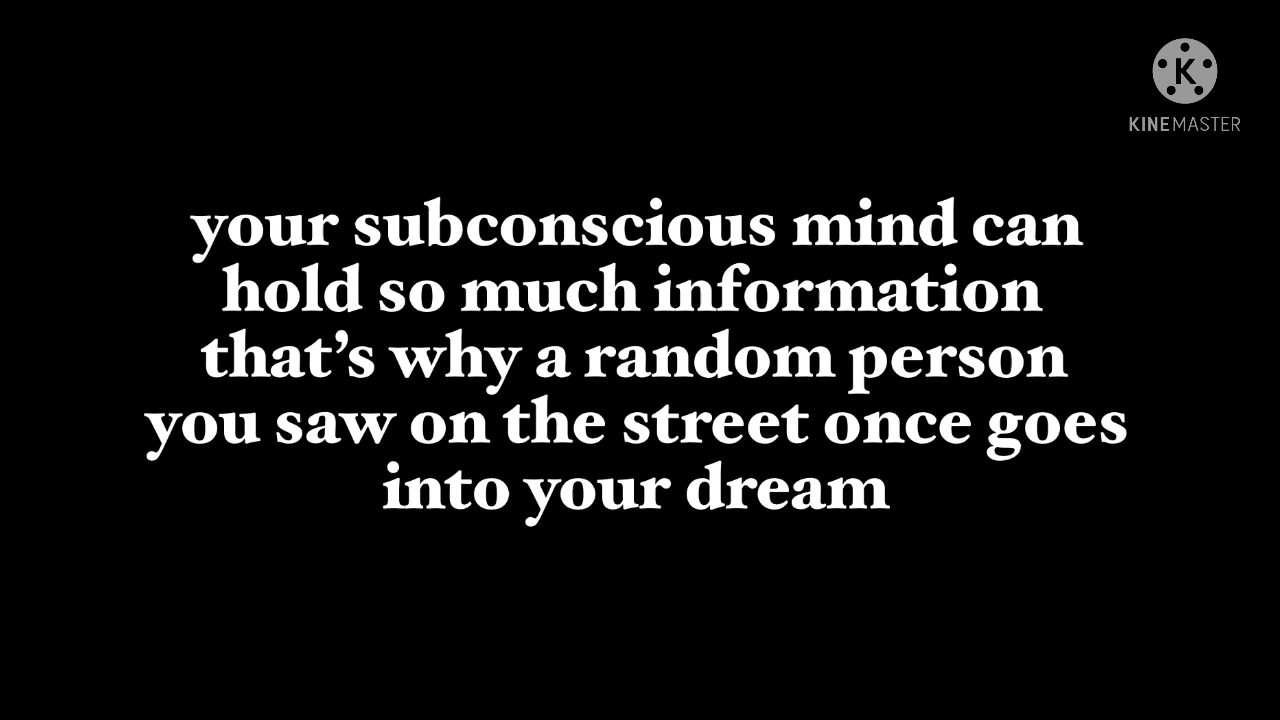 K
KINEMASTER
your subconscious mind can
hold so much information
that’s why a random person
you saw on the street once goes
into your dream